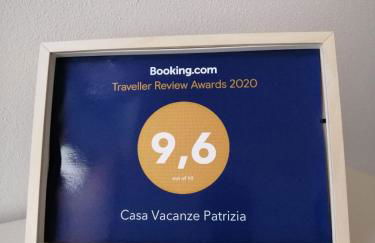 Booking.com
Traveller Review Awards 2020
9,6
out of 10
Casa Vacanze Patrizia